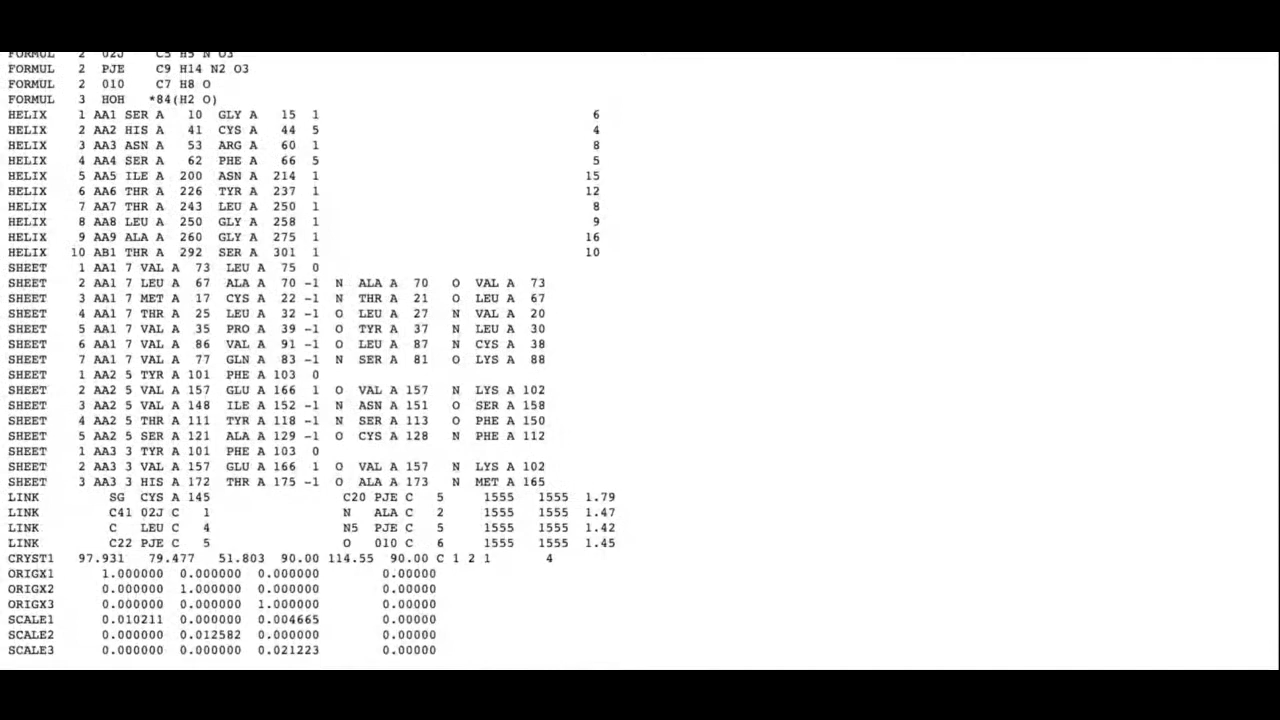 FORMUL 2 02J C5 H5 N O3
FORMUL 2 PJE C9 H14 N2 O3
FORMUL 2 010 C7 H8 O
FORMUL 3 HOH *84(H2 O)
HELIX 1 AA1 SER A 10 GLY A 15 1 6
HELIX 2 AA2 HIS A 41 CYS A 44 5 4
HELIX 3 AA3 ASN A 53 ARG A 60 1 8
HELIX 4 AA4 SER A 62 PHE A 66 5 5
HELIX 5 AA5 ILE A 200 ASN A 214 1 15
HELIX 6 AA6 THR A 226 TYR A 237 1 12
HELIX 7 AA7 THR A 243 LEU A 250 1 8
HELIX 8 AA8 LEU A 250 GLY A 258 1 9
HELIX 9 AA9 ALA A 260 GLY A 275 1 16
HELIX 10 AB1 THR A 292 SER A 301 1 10
SHEET 1 AA1 7 VAL A 73 LEU A 75 0
SHEET 2 AA1 7 LEU A 67 ALA A 70 -1 N ALA A 70 O VAL A 73
SHEET 3 AA1 7 MET A 17 CYS A 22 -1 N THR A 21 O LEU A 67
SHEET 4 AA1 7 THR A 25 LEU A 32 -1 O LEU A 27 N VAL A 20
SHEET 5 AA1 7 VAL A 35 PRO A 39 -1 O TYR A 37 N LEU A 30
SHEET 6 AA1 7 VAL A 86 VAL A 91 -1 O LEU A 87 N CYS A 38
SHEET 7 AA1 7 VAL A 77 GLN A 83 -1 N SER A 81 O LYS A 88
SHEET 1 AA2 5 TYR A 101 PHE A 103 0
SHEET 2 AA2 5 VAL A 157 GLU A 166 1 O VAL A 157 N LYS A 102
SHEET 3 AA2 5 VAL A 148 ILE A 152 -1 N ASN A 151 O SER A 158
SHEET 4 AA2 5 THR A 111 TYR A 118 -1 N SER A 113 O PHE A 150
SHEET 5 AA2 5 SER A 121 ALA A 129 -1 O CYS A 128 N PHE A 112
SHEET 1 AA3 3 TYR A 101 PHE A 103 0
SHEET 2 AA3 3 VAL A 157 GLU A 166 1 O VAL A 157 N LYS A 102
SHEET 3 AA3 3 HIS A 172 THR A 175 -1 O ALA A 173 N MET A 165
LINK SG CYS A 145 C20 PJE C 5 1555 1555 1.79
LINK C41 02J C 1 N ALA C 2 1555 1555 1.47
LINK C LEU C 4 N5 PJE C 5 1555 1555 1.42
LINK C22 PJE C 5 O 010 C 6 1555 1555 1.45
CRYST1 97.931 79.477 51.803 90.00 114.55 90.00 C 1 2 1 4
ORIGX1 1.000000 0.000000 0.000000 0.00000
ORIGX2 0.000000 1.000000 0.000000 0.00000
ORIGX3 0.000000 0.000000 1.000000 0.00000
SCALE1 0.010211 0.000000 0.004665 0.00000
SCALE2 0.000000 0.012582 0.000000 0.00000
SCALE3 0.000000 0.000000 0.021223 0.00000